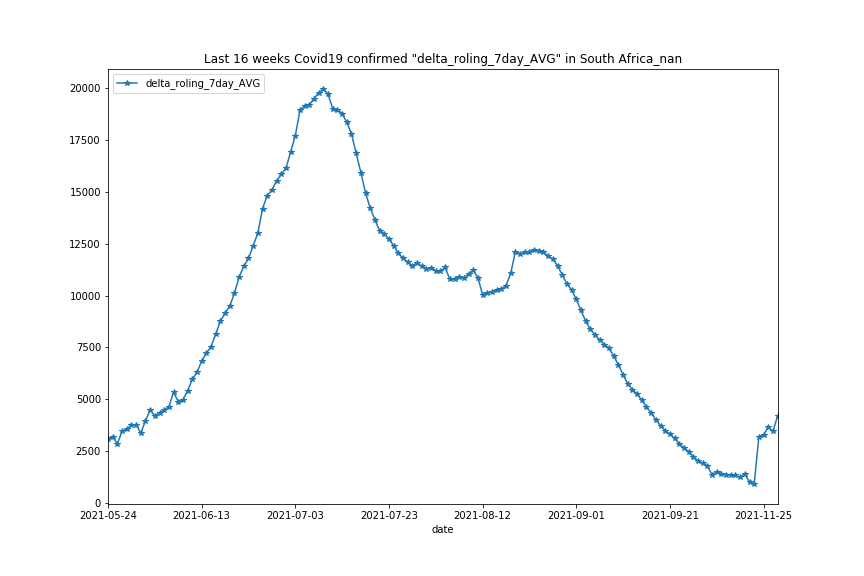 Last 16 weeks Covid19 confirmed "delta_roling_7day_AVG" in South Africa_nan
delta_roling_7day_AVG
20000
17500
15000
12500
10000
7500
5000
2500
0
2021-05-24 2021-06-13 2021-07-03 2021-07-23 2021-08-12 2021-09-01 2021-09-21 2021-11-25
date